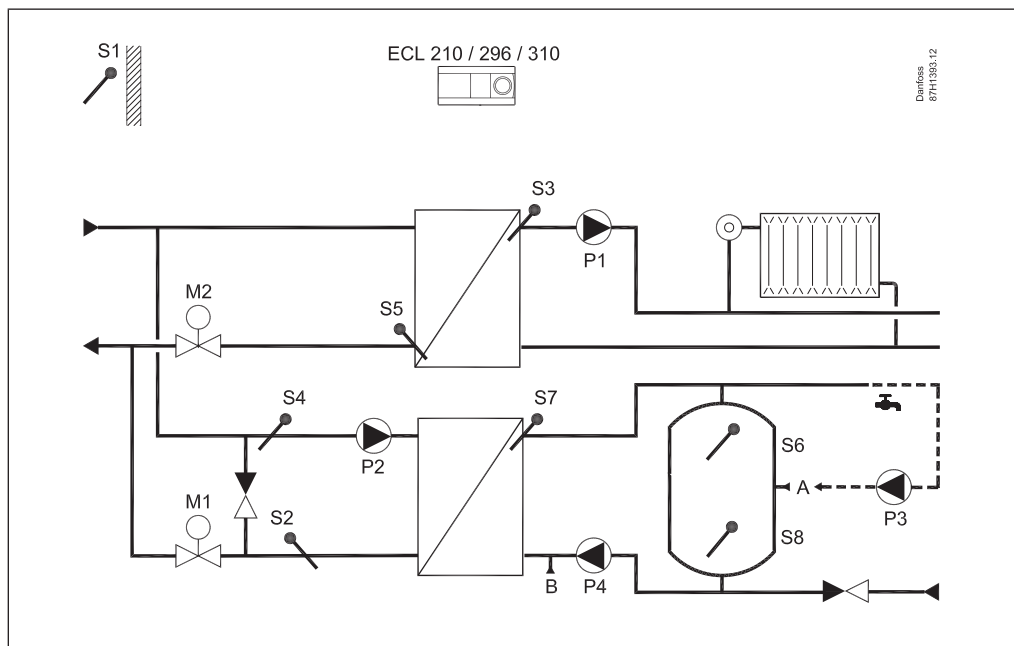 S1
ECL 210 / 296 / 310
Danfoss
87H1393.12
S3
P1
M2
S5
S4
S7
P2
S6
A
M1
S2
P3
S8
B
P4